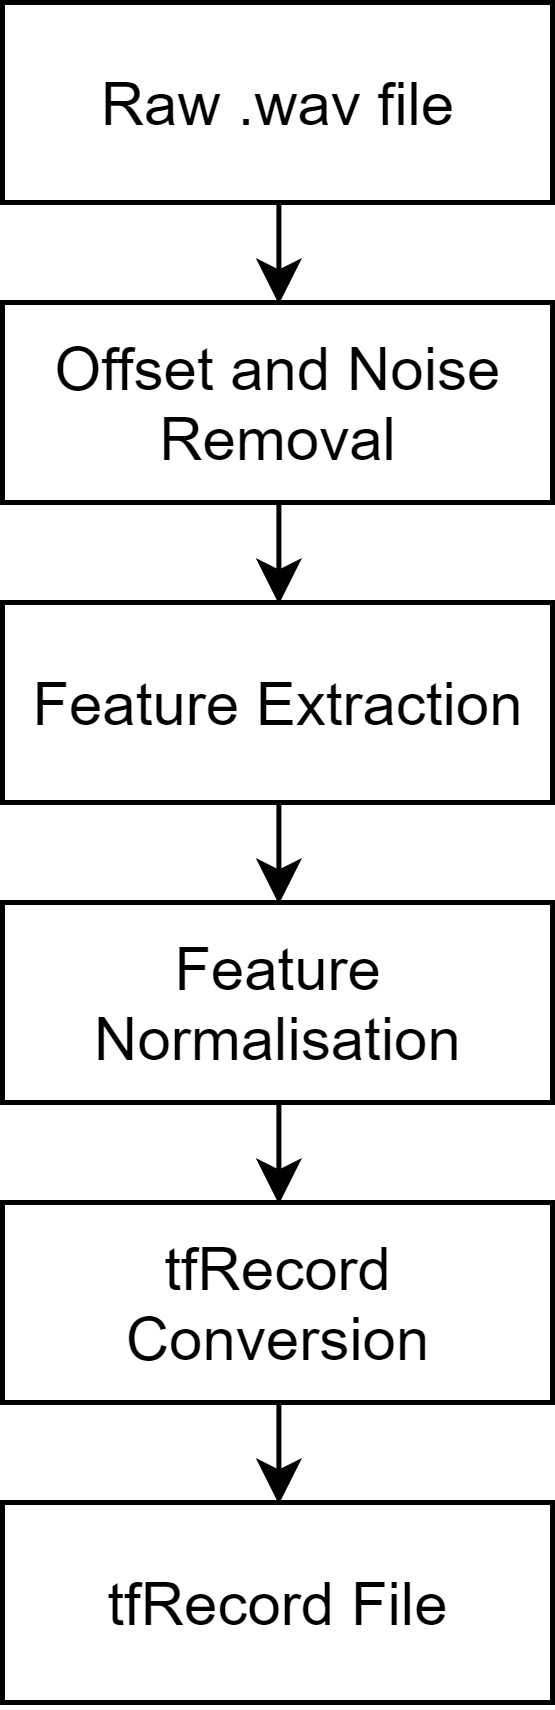 Raw .wav file
Offset and Noise
Removal
Feature Extraction
Feature
Normalisation
tfRecord
Conversion
tfRecord File